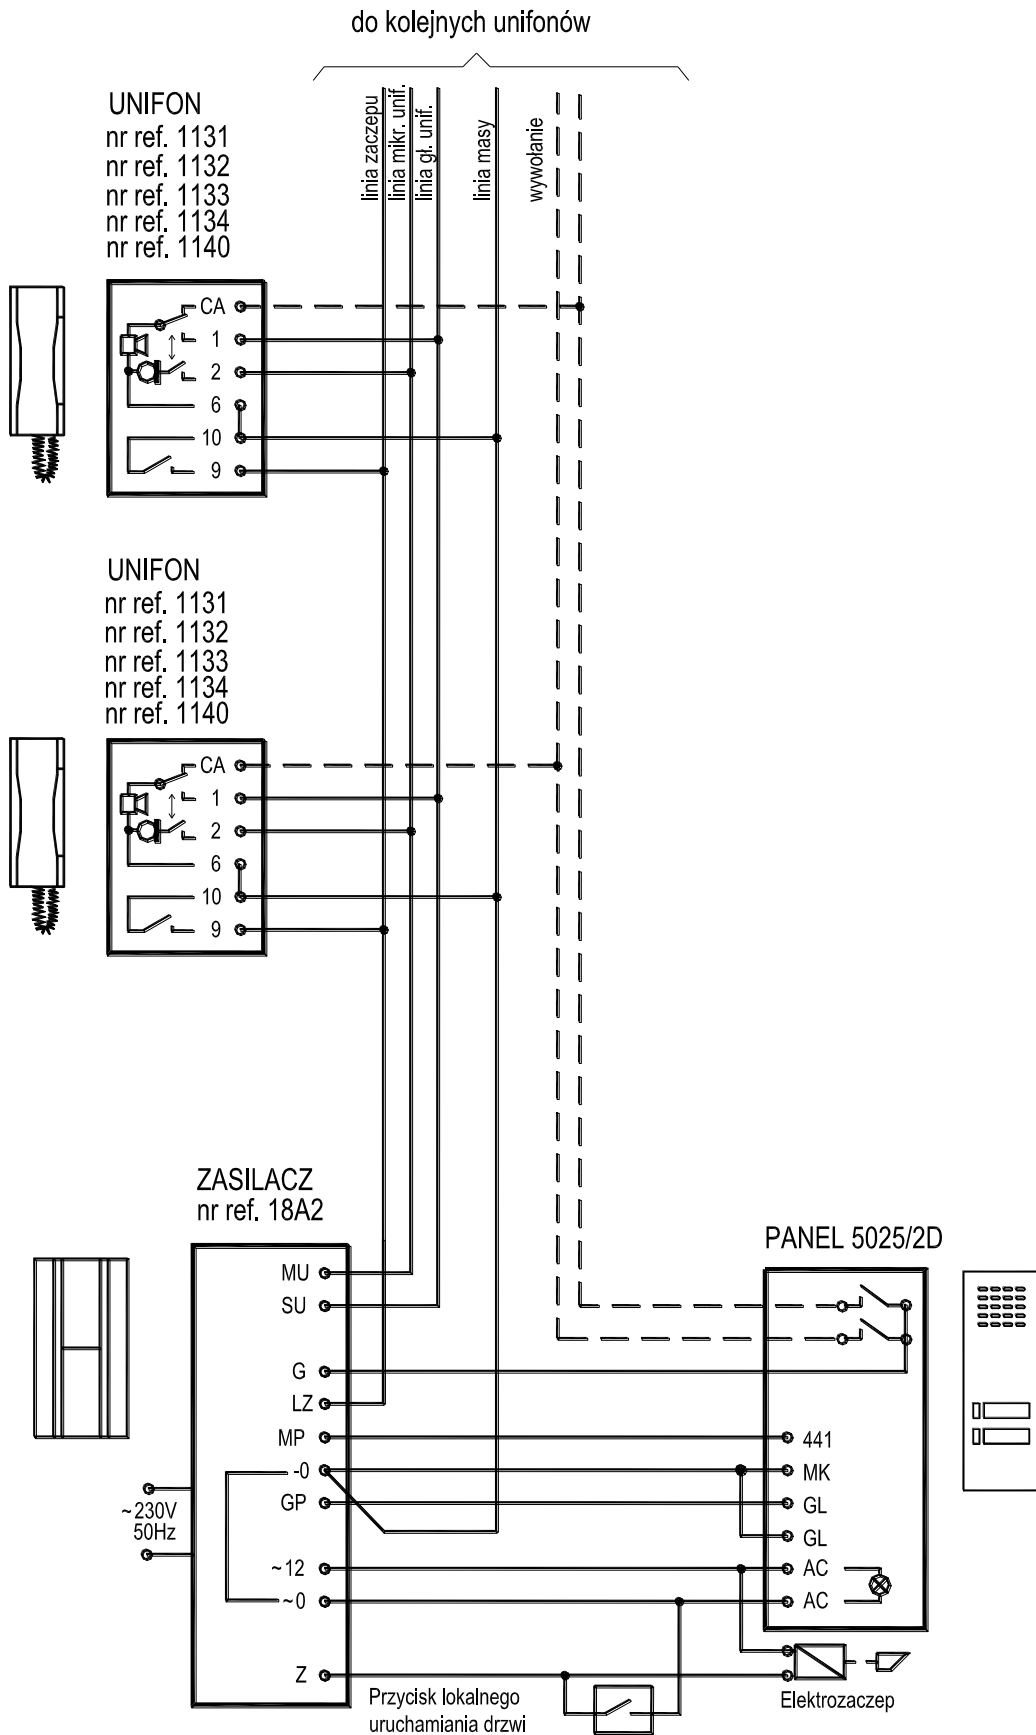 do kolejnych unifonów
linia zaczepu
linia mikr. unif.
linia gł. unif.
linia masy
wywołanie
UNIFON
nr ref. 1131
nr ref. 1132
nr ref. 1133
nr ref. 1134
nr ref. 1140
CA
1
2
6
10
9
UNIFON
nr ref. 1131
nr ref. 1132
nr ref. 1133
nr ref. 1134
nr ref. 1140
CA
1
2
6
10
9
ZASILACZ
nr ref. 18A2
MU
SU
G
LZ
MP
-0
GP
~12
~0
Z
~230V
50Hz
PANEL 5025/2D
441
MK
GL
GL
AC
AC
Przycisk lokalnego
uruchamiania drzwi
Elektrozaczep